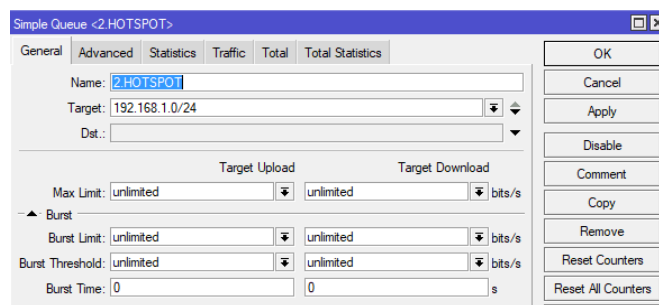 Simple Queue <2.HOTSPOT>
General Advanced Statistics Traffic Total Total Statistics
Name: 2.HOTSPOT
Target: 192.168.1.0/24
Dst.:
Target Upload Target Download
Max Limit: unlimited unlimited bits/s
Burst
Burst Limit: unlimited unlimited bits/s
Burst Threshold: unlimited unlimited bits/s
Burst Time: 0 0 s
OK
Cancel
Apply
Disable
Comment
Copy
Remove
Reset Counters
Reset All Counters